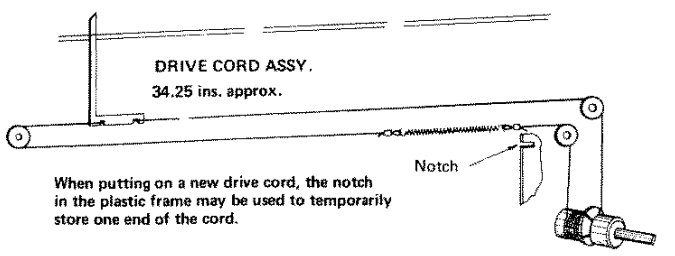 DRIVE CORD ASSY.
34.25 ins. approx.
Notch
When putting on a new drive cord, the notch
in the plastic frame may be used to temporarily
store one end of the cord.